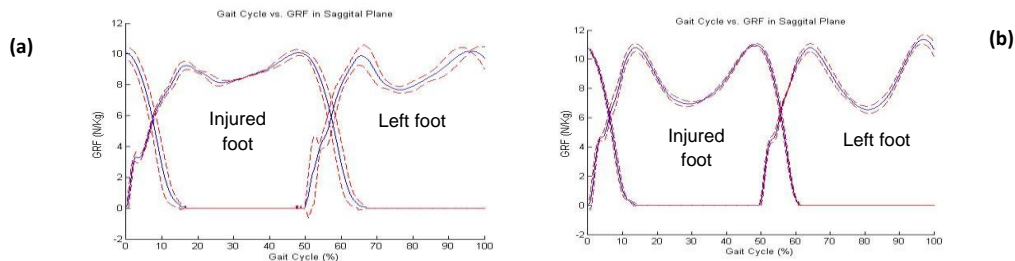 (a)
Gait Cycle vs. GRF in Saggital Plane
12
10
8
6
4
2
0
-2
GRF (N/Kg)
Injured
foot
Left foot
0 10 20 30 40 50 60 70 80 90 100
Gait Cycle (%)
(b)
Gait Cycle vs. GRF in Saggital Plane
12
10
8
6
4
2
0
-2
GRF (N/Kg)
Injured
foot
Left foot
0 10 20 30 40 50 60 70 80 90 100
Gait Cycle (%)